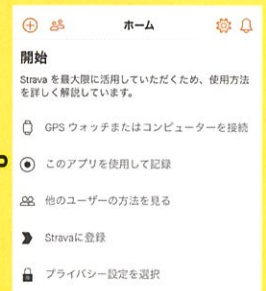 ホーム
開始
Strava を最大限に活用していただくため、使用方法
を詳しく解説しています。
GPS ウォッチまたはコンピューターを接続
このアプリを使用して記録
他のユーザーの方法を見る
Stravaに登録
プライバシー設定を選択